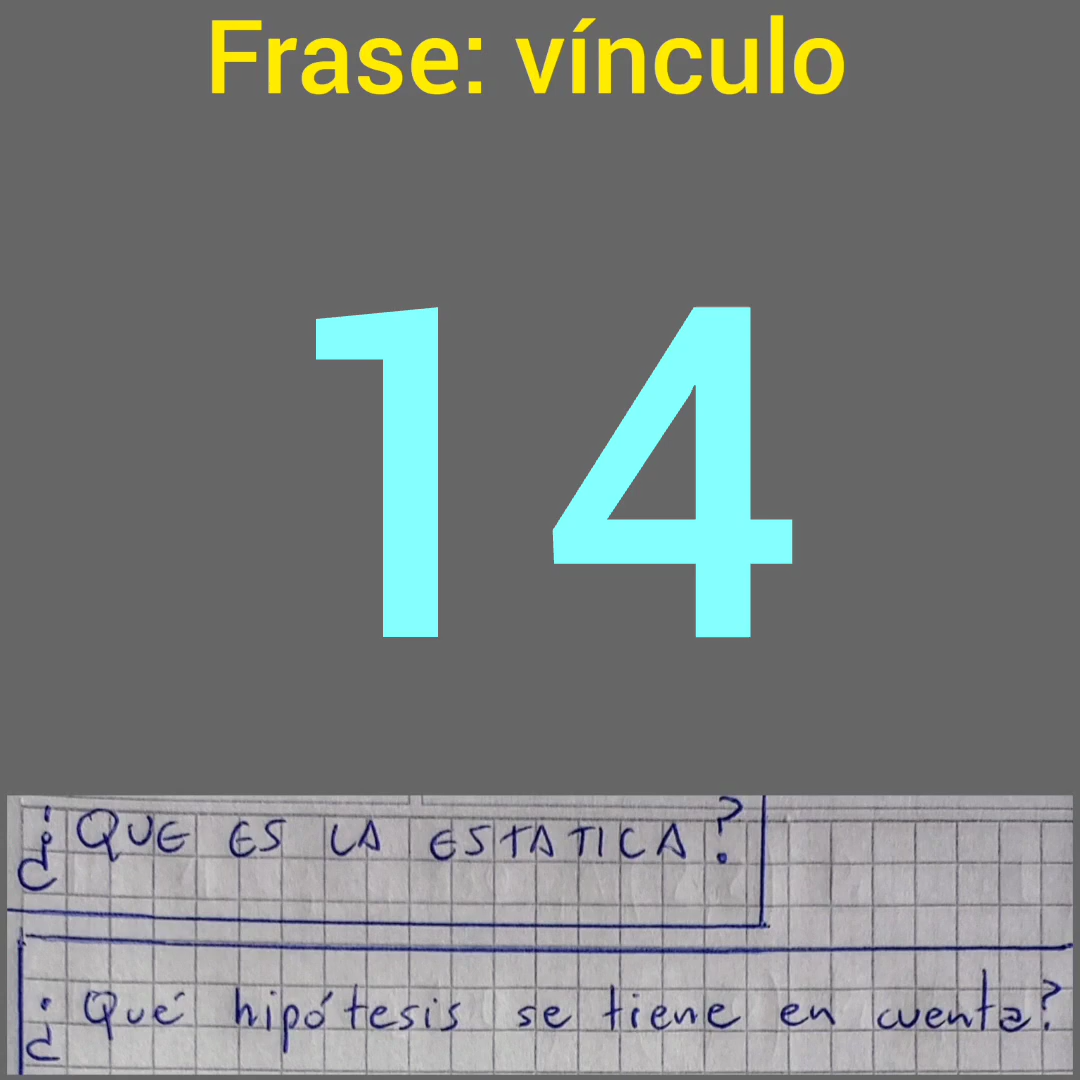 Frase: vínculo
14
¿QUE ES LA ESTATICA?
¿Qué hipótesis se tiene en cuenta?